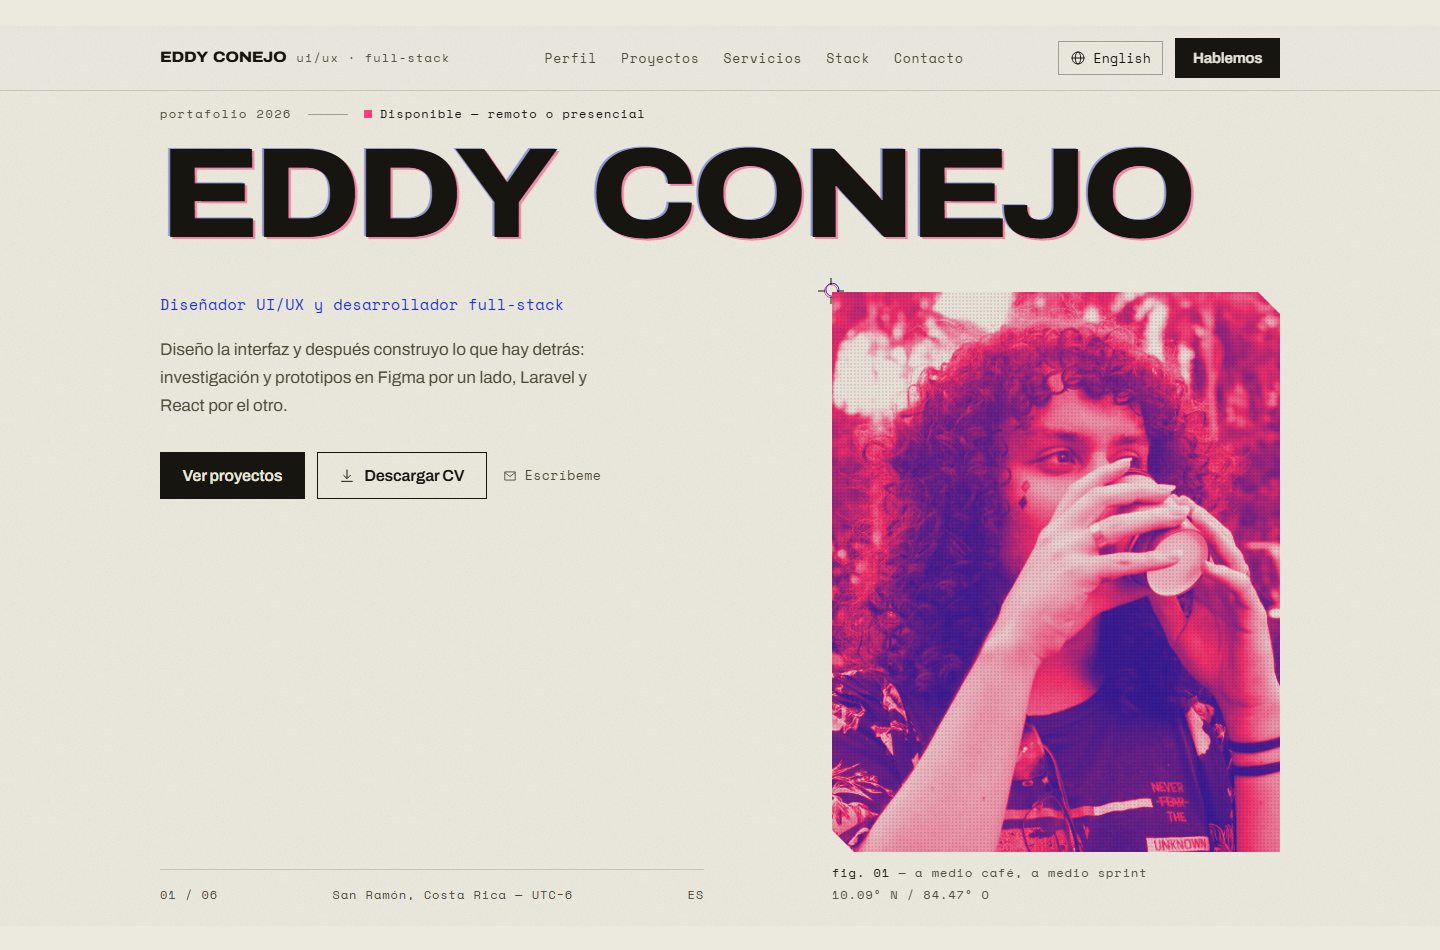 EDDY CONEJO ui/ux · full-stack
Perfil Proyectos Servicios Stack Contacto
English
Hablemos
portafolio 2026
Disponible — remoto o presencial
EDDY CONEJO
Diseñador UI/UX y desarrollador full-stack
Diseño la interfaz y después construyo lo que hay detrás:
investigación y prototipos en Figma por un lado, Laravel y
React por el otro.
Ver proyectos
Descargar CV
Escríbeme
NEVER
FEAR
THE
UNKNOWN
fig. 01 — a medio café, a medio sprint
10.09° N / 84.47° O
01 / 06
San Ramón, Costa Rica — UTC-6
ES